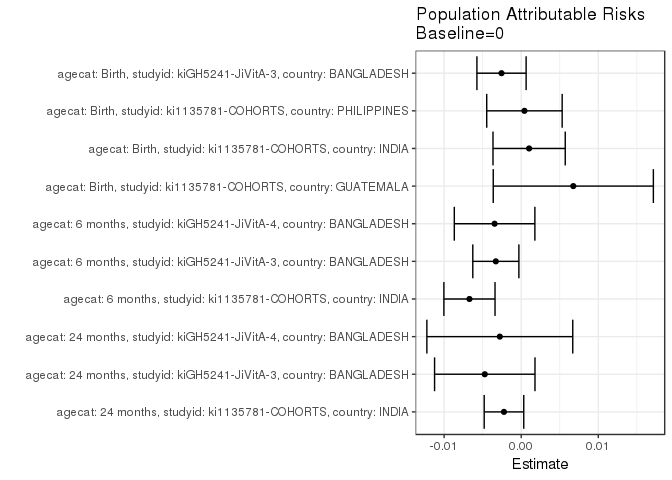 Population Attributable Risks
Baseline=0
agecat: Birth, studyid: kiGH5241-JiVitA-3, country: BANGLADESH
agecat: Birth, studyid: ki1135781-COHORTS, country: PHILIPPINES
agecat: Birth, studyid: ki1135781-COHORTS, country: INDIA
agecat: Birth, studyid: ki1135781-COHORTS, country: GUATEMALA
agecat: 6 months, studyid: kiGH5241-JiVitA-4, country: BANGLADESH
agecat: 6 months, studyid: kiGH5241-JiVitA-3, country: BANGLADESH
agecat: 6 months, studyid: ki1135781-COHORTS, country: INDIA
agecat: 24 months, studyid: kiGH5241-JiVitA-4, country: BANGLADESH
agecat: 24 months, studyid: kiGH5241-JiVitA-3, country: BANGLADESH
agecat: 24 months, studyid: ki1135781-COHORTS, country: INDIA
-0.01 0.00 0.01
Estimate